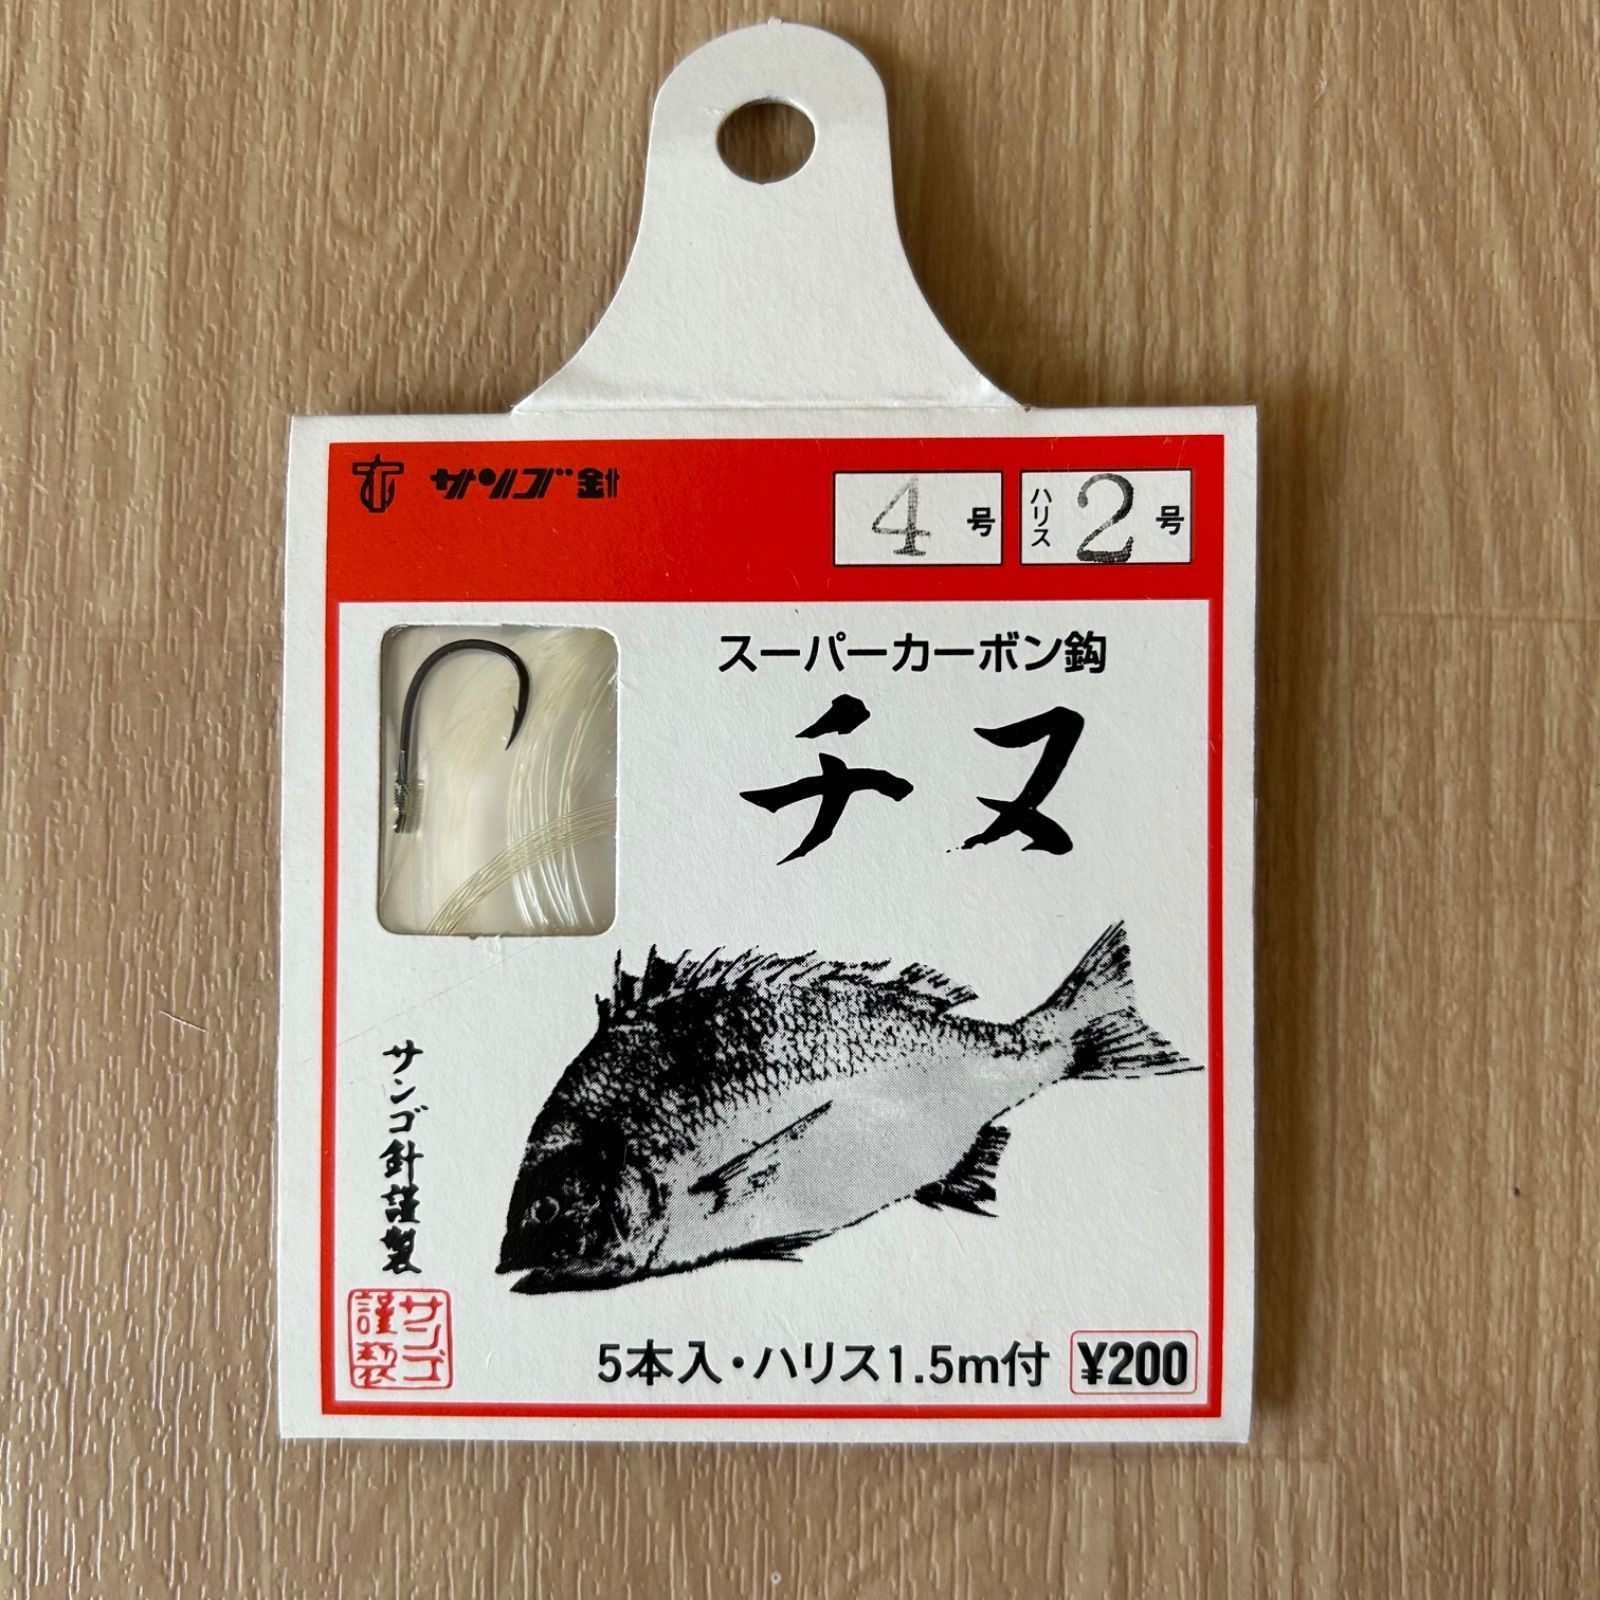 サンゴ針
4号
ハリス2号
スーパーカーボン鈎
チヌ
サンゴ針謹製
サンゴ
謹製
5本入・ハリス1.5m付
¥200